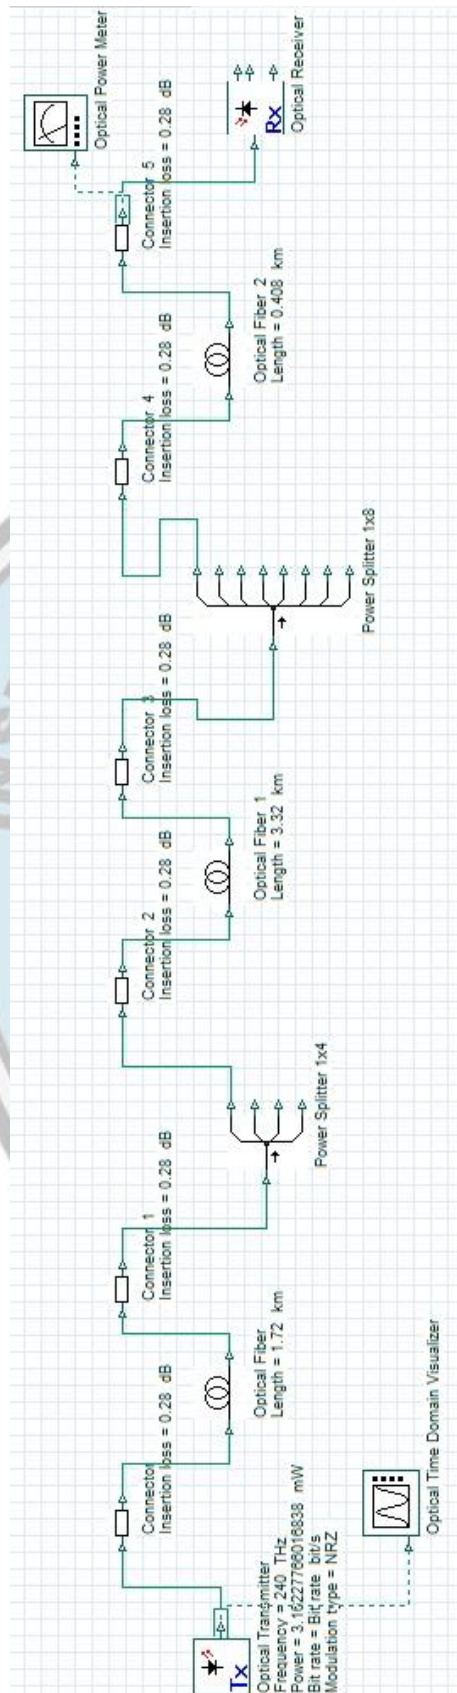 Tx
Optical Transmitter
Frequency = 240 THz
Power = 3.16227766016838 mW
Bit rate = Bit rate bit/s
Modulation type = NRZ
Optical Time Domain Visualizer
Connector
Insertion loss = 0.28 dB
Optical Fiber
Length = 1.72 km
Connector 1
Insertion loss = 0.28 dB
Power Splitter 1x4
Connector 2
Insertion loss = 0.28 dB
Optical Fiber 1
Length = 3.32 km
Connector 3
Insertion loss = 0.28 dB
Power Splitter 1x8
Connector 4
Insertion loss = 0.28 dB
Optical Fiber 2
Length = 0.408 km
Connector 5
Insertion loss = 0.28 dB
Optical Power Meter
Rx
Optical Receiver